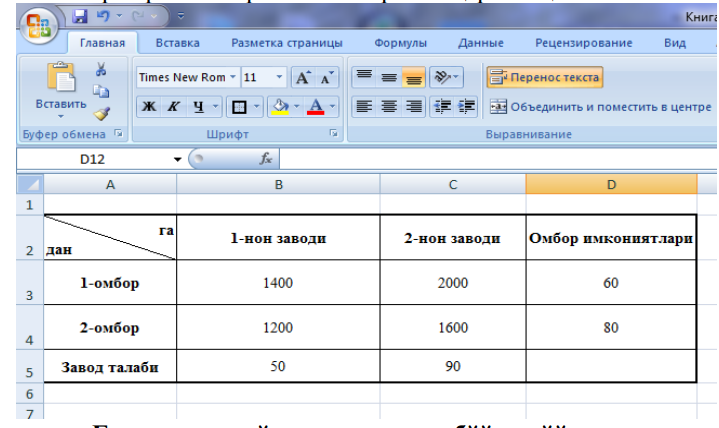 Книга
Главная Вставка Разметка страницы Формулы Данные Рецензирование Вид
Times New Rom 11 A A Перенос текста
Вставить Ж К Ч А Объединить и поместить в центре
Буфер обмена Шрифт Выравнивание
D12 fx
A B C D
1
2 га дан 1-нон заводи 2-нон заводи Омбор имкониятлари
3 1-омбор 1400 2000 60
4 2-омбор 1200 1600 80
5 Завод талаби 50 90
6
7